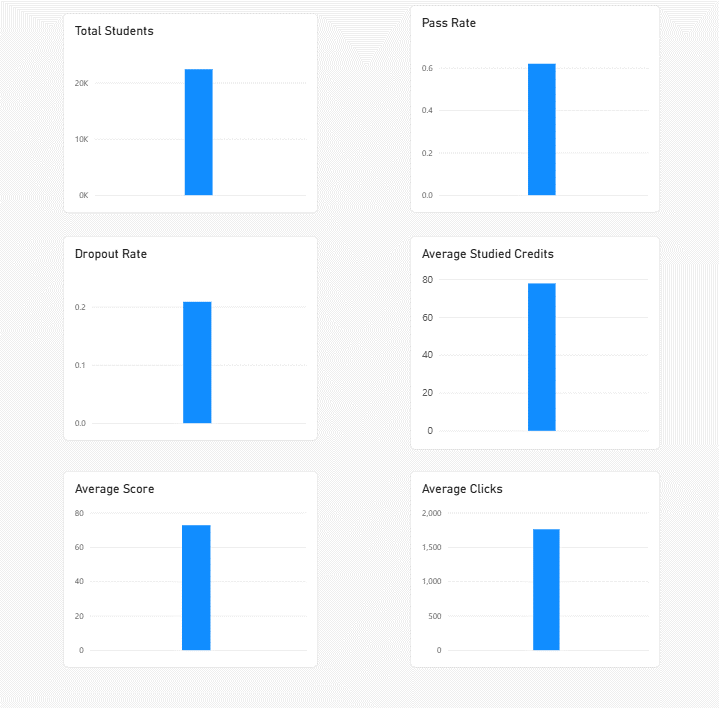 Total Students
20K
10K
0K
Pass Rate
0.6
0.4
0.2
0.0
Dropout Rate
0.2
0.1
0.0
Average Studied Credits
80
60
40
20
0
Average Score
80
60
40
20
0
Average Clicks
2,000
1,500
1,000
500
0